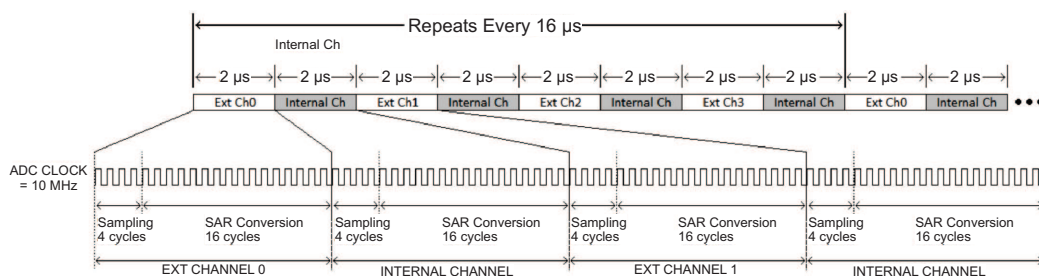 Repeats Every 16 µs
Internal Ch
2 µs 2 µs 2 µs 2 µs 2 µs 2 µs 2 µs 2 µs 2 µs 2 µs
Ext Ch0 Internal Ch Ext Ch1 Internal Ch Ext Ch2 Internal Ch Ext Ch3 Internal Ch Ext Ch0 Internal Ch
ADC CLOCK
= 10 MHz
Sampling SAR Conversion Sampling SAR Conversion Sampling SAR Conversion Sampling SAR Conversion
4 cycles 16 cycles 4 cycles 16 cycles 4 cycles 16 cycles 4 cycles 16 cycles
EXT CHANNEL 0 INTERNAL CHANNEL EXT CHANNEL 1 INTERNAL CHANNEL